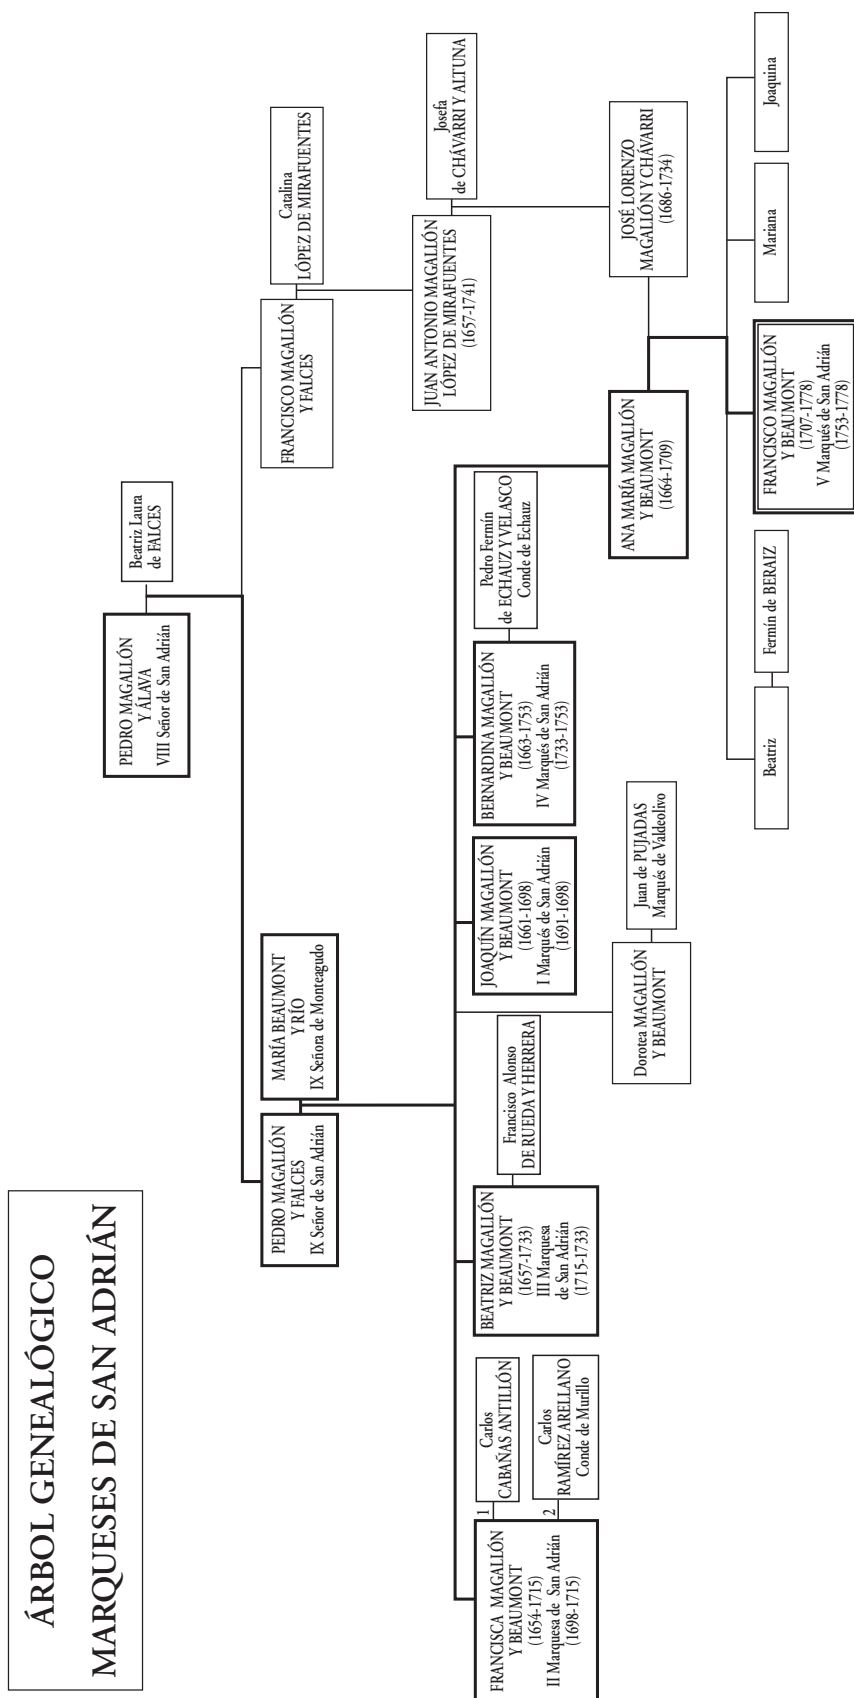 ÁRBOL GENEALÓGICO
MARQUESES DE SAN ADRIÁN
PEDRO MAGALLÓN
Y ÁLAVA
VIII Señor de San Adrián
Beatriz Laura
de FALCES
PEDRO MAGALLÓN
Y FALCES
IX Señor de San Adrián
MARÍA BEAUMONT
Y RÍO
IX Señora de Monteagudo
FRANCISCO MAGALLÓN
Y FALCES
Catalina
LÓPEZ DE MIRAFUENTES
JUAN ANTONIO MAGALLÓN
LÓPEZ DE MIRAFUENTES
(1657-1741)
Josefa
de CHÁVARRI Y ALTUNA
FRANCISCA MAGALLÓN
Y BEAUMONT
(1654-1715)
II Marquesa de San Adrián
(1698-1715)
1
Carlos
CABAÑAS ANTILLÓN
2
Carlos
RAMÍREZ ARELLANO
Conde de Murillo
BEATRIZ MAGALLÓN
Y BEAUMONT
(1657-1733)
III Marquesa
de San Adrián
(1715-1733)
Francisco Alonso
DE RUEDA Y HERRERA
JOAQUÍN MAGALLÓN
Y BEAUMONT
(1661-1698)
I Marqués de San Adrián
(1691-1698)
BERNARDINA MAGALLÓN
Y BEAUMONT
(1663-1753)
IV Marqués de San Adrián
(1733-1753)
Pedro Fermín
de ECHAUZ Y VELASCO
Conde de Echauz
Dorotea MAGALLÓN
Y BEAUMONT
Juan de PUJADAS
Marqués de Valdeolivo
ANA MARÍA MAGALLÓN
Y BEAUMONT
(1664-1709)
JOSÉ LORENZO
MAGALLÓN Y CHÁVARRI
(1686-1734)
Beatriz
Fermín de BERAIZ
FRANCISCO MAGALLÓN
Y BEAUMONT
(1707-1778)
V Marqués de San Adrián
(1753-1778)
Mariana
Joaquina